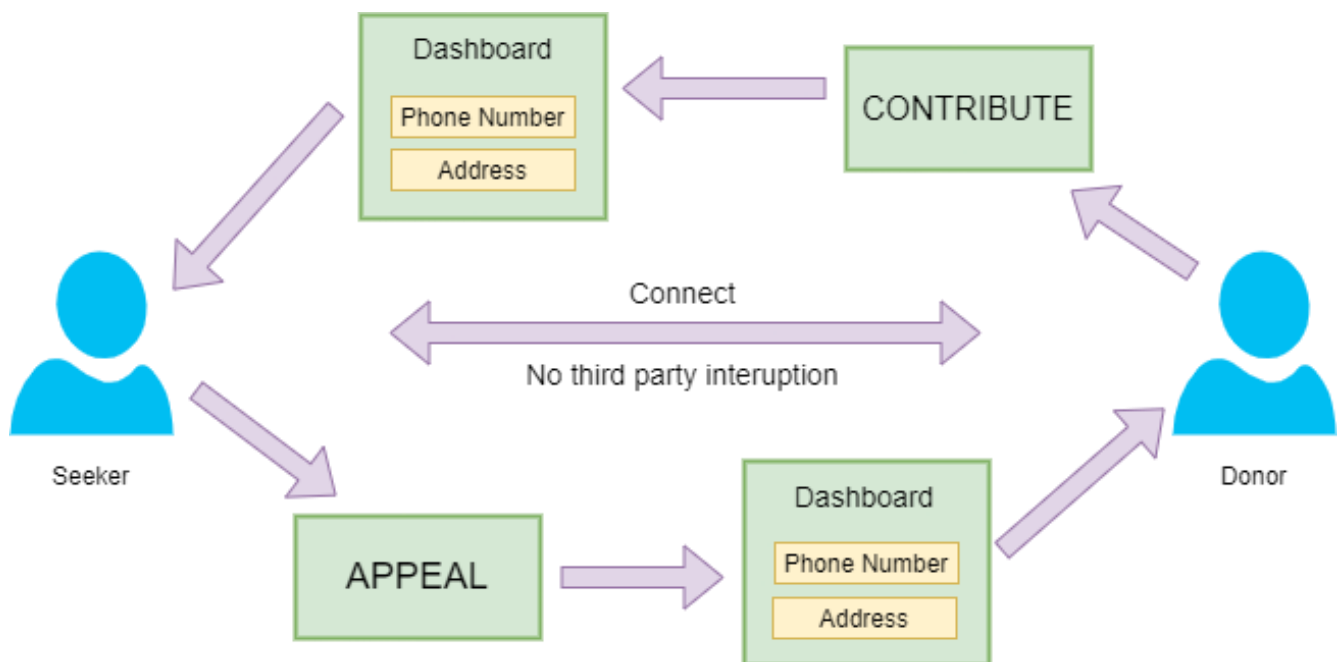 Dashboard
Phone Number
Address
CONTRIBUTE
Connect
No third party interuption
Seeker
Donor
APPEAL
Dashboard
Phone Number
Address